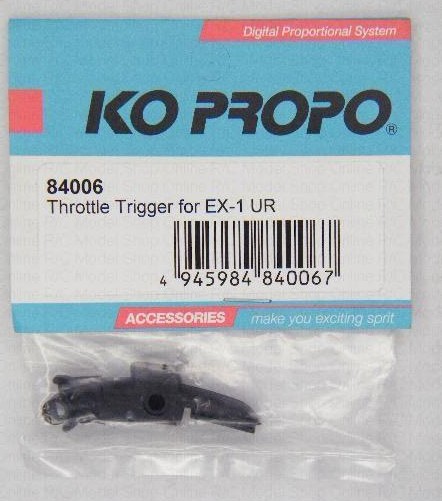 Digital Proportional System
KO PROPO®
84006
Throttle Trigger for EX-1 UR
4 945984 840067
ACCESSORIES make you exciting sprit